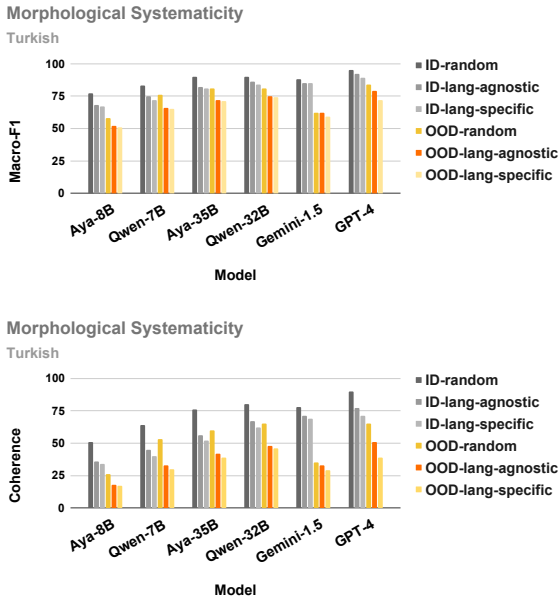 Morphological Systematicity
Turkish
100
75
50
25
0
Macro-F1
Aya-8B
Qwen-7B
Aya-35B
Qwen-32B
Gemini-1.5
GPT-4
Model
ID-random
ID-lang-agnostic
ID-lang-specific
OOD-random
OOD-lang-agnostic
OOD-lang-specific
Morphological Systematicity
Turkish
100
75
50
25
0
Coherence
Aya-8B
Qwen-7B
Aya-35B
Qwen-32B
Gemini-1.5
GPT-4
Model
ID-random
ID-lang-agnostic
ID-lang-specific
OOD-random
OOD-lang-agnostic
OOD-lang-specific